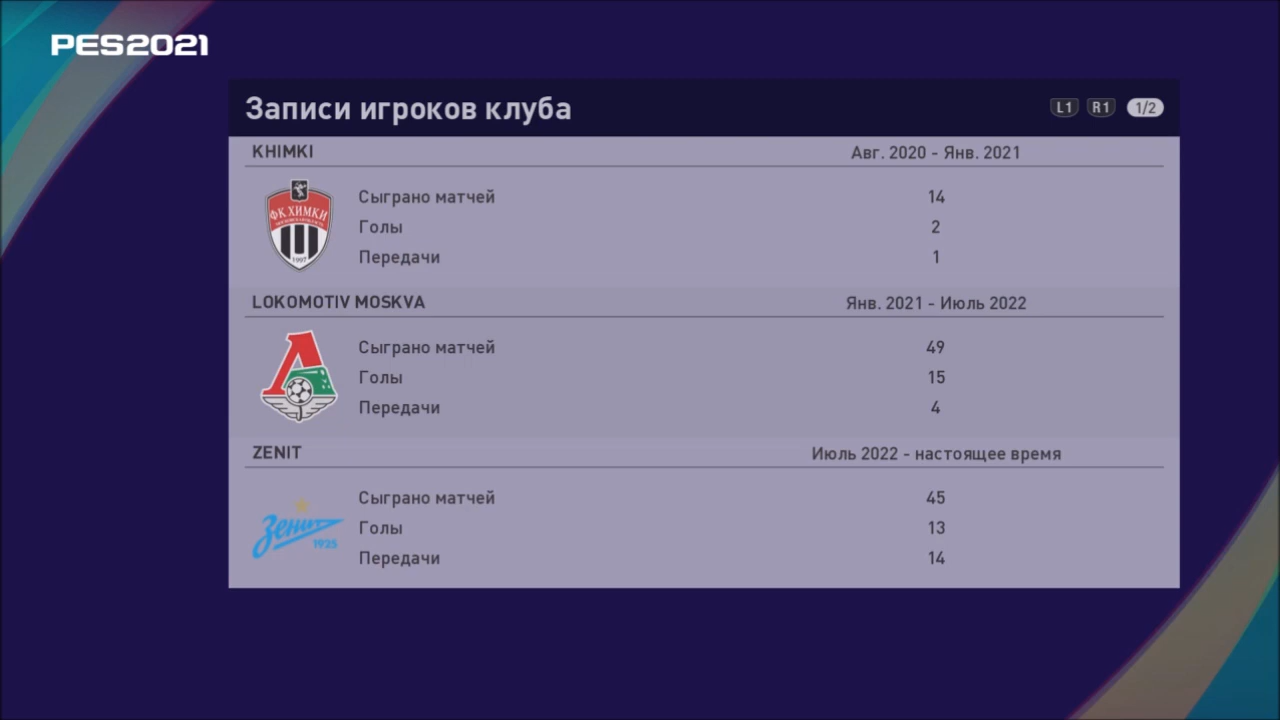 PES2021
Записи игроков клуба L1 R1 1/2
KHIMKI Авг. 2020 - Янв. 2021
ФК ХИМКИ
Сыграно матчей 14
Голы 2
Передачи 1
1997
LOKOMOTIV MOSKVA Янв. 2021 - Июль 2022
Сыграно матчей 49
Голы 15
Передачи 4
ZENIT Июль 2022 - настоящее время
Сыграно матчей 45
Голы 13
Зенит
1925
Передачи 14